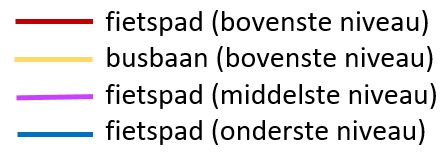 fietspad (bovenste niveau)
busbaan (bovenste niveau)
fietspad (middelste niveau)
fietspad (onderste niveau)